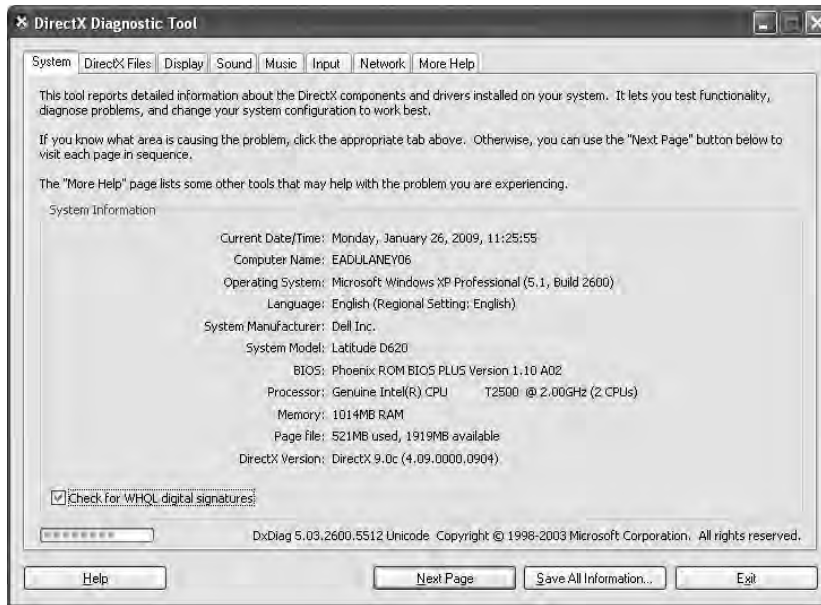 DirectX Diagnostic Tool
System DirectX Files Display Sound Music Input Network More Help
This tool reports detailed information about the DirectX components and drivers installed on your system. It lets you test functionality,
diagnose problems, and change your system configuration to work best.
If you know what area is causing the problem, click the appropriate tab above. Otherwise, you can use the "Next Page" button below to
visit each page in sequence.
The "More Help" page lists some other tools that may help with the problem you are experiencing.
System Information
Current Date/Time: Monday, January 26, 2009, 11:25:55
Computer Name: EADULANEY06
Operating System: Microsoft Windows XP Professional (5.1, Build 2600)
Language: English (Regional Setting: English)
System Manufacturer: Dell Inc.
System Model: Latitude D620
BIOS: Phoenix ROM BIOS PLUS Version 1.10 A02
Processor: Genuine Intel(R) CPU T2500 @ 2.00GHz (2 CPUs)
Memory: 1014MB RAM
Page file: 521MB used, 1919MB available
DirectX Version: DirectX 9.0c (4.09.0000.0904)
Check for WHQL digital signatures
DxDiag 5.03.2600.5512 Unicode Copyright © 1998-2003 Microsoft Corporation. All rights reserved.
Help Next Page Save All Information... Exit